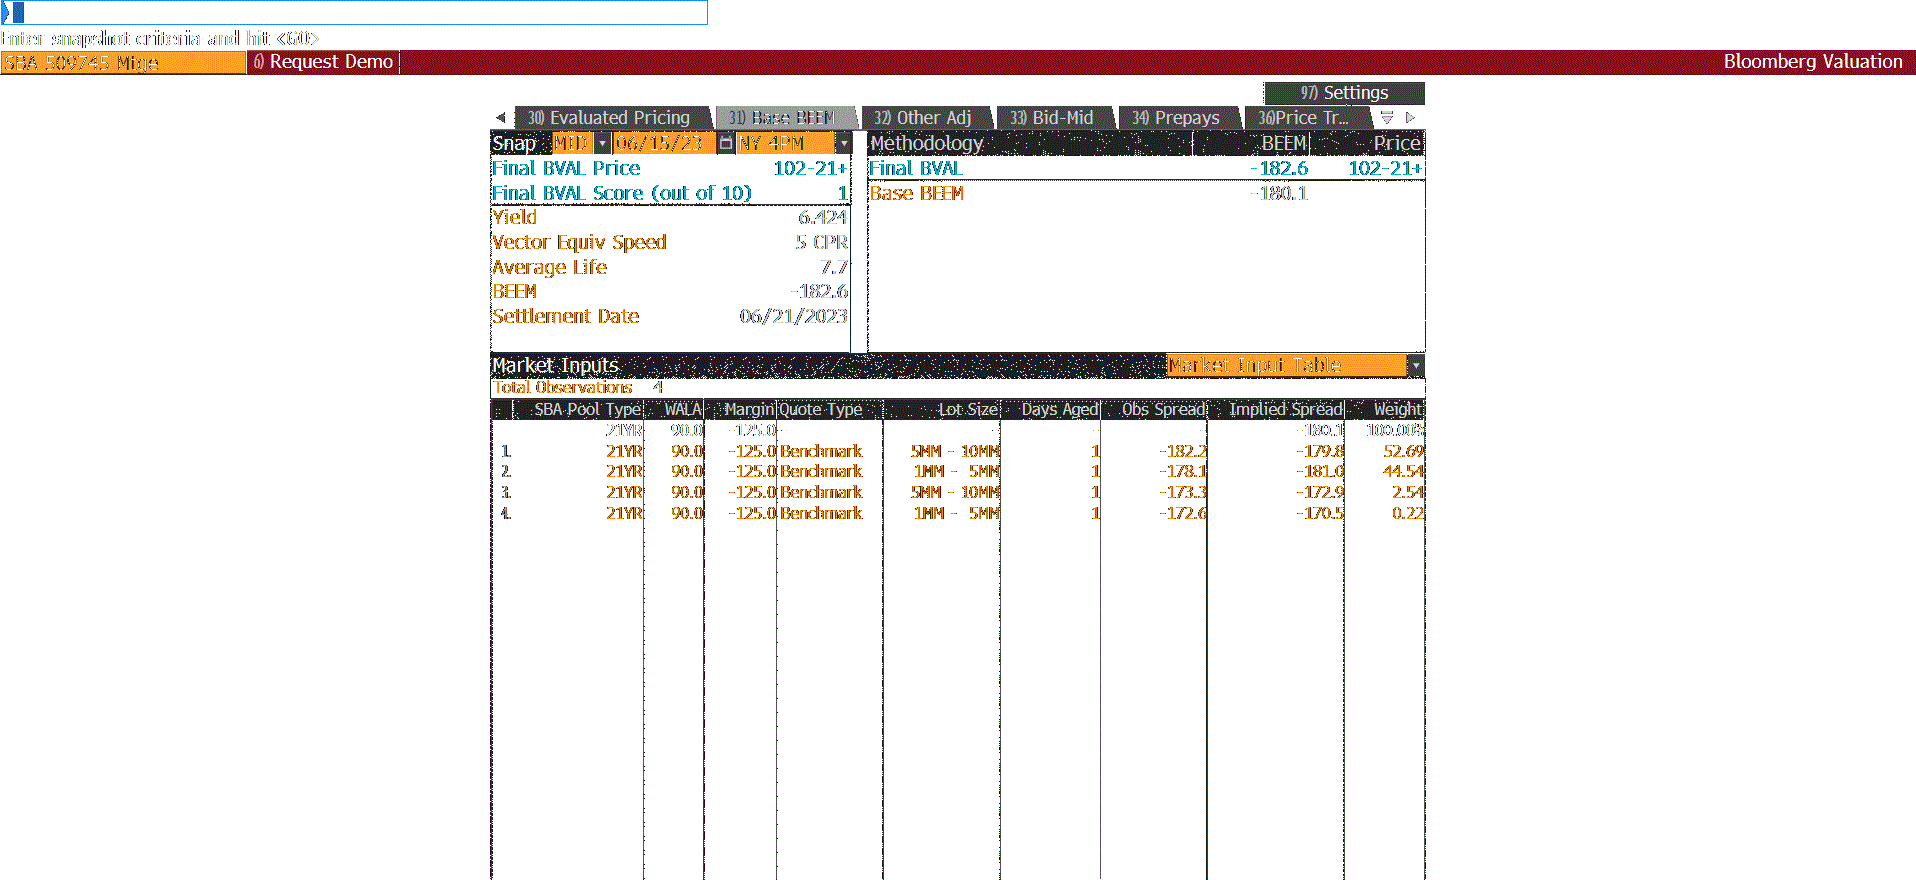 Enter snapshot criteria and hit <GO>
SBA 509745 Mtge 6) Request Demo Bloomberg Valuation
97) Settings
30) Evaluated Pricing 31) Base BEEM 32) Other Adj 33) Bid-Mid 34) Prepays 36)Price Tr...
Snap MID 06/15/23 NY 4PM Methodology BEEM Price
Final BVAL Price 102-21+ Final BVAL -182.6 102-21+
Final BVAL Score (out of 10) 1 Base BEEM -180.1
Yield 6.424
Vector Equiv Speed 5 CPR
Average Life 7.7
BEEM -182.6
Settlement Date 06/21/2023
Market Inputs Market Input Table
Total Observations 4
SBA Pool Type WALA Margin Quote Type Lot Size Days Aged Obs Spread Implied Spread Weight
21YR 90.0 -125.0 - - - - -180.1 100.00%
1. 21YR 90.0 -125.0 Benchmark 5MM - 10MM 1 -182.2 -179.8 52.69
2. 21YR 90.0 -125.0 Benchmark 1MM - 5MM 1 -178.1 -181.0 44.54
3. 21YR 90.0 -125.0 Benchmark 5MM - 10MM 1 -173.3 -172.9 2.54
4. 21YR 90.0 -125.0 Benchmark 1MM - 5MM 1 -172.6 -170.5 0.22